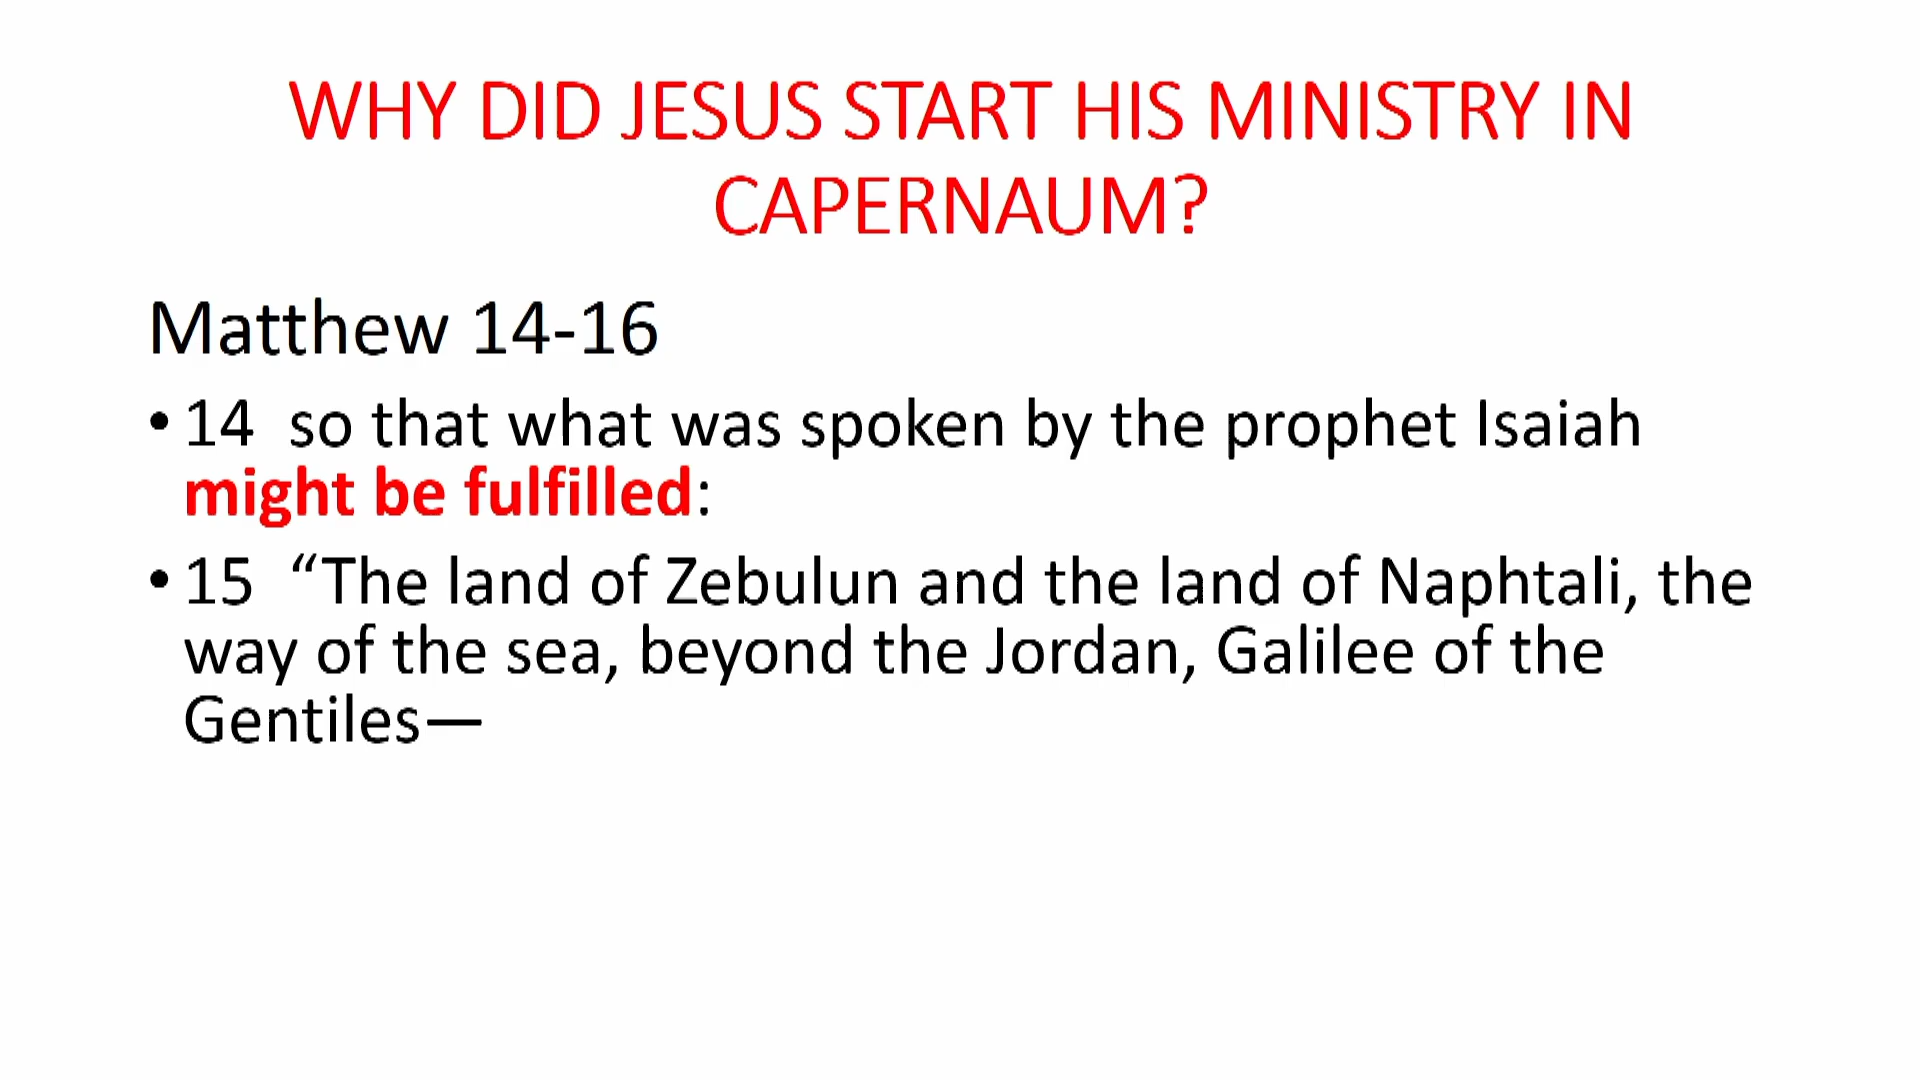 WHY DID JESUS START HIS MINISTRY IN
CAPERNAUM?
Matthew 14-16
• 14  so that what was spoken by the prophet Isaiah
might be fulfilled:
• 15  “The land of Zebulun and the land of Naphtali, the
way of the sea, beyond the Jordan, Galilee of the
Gentiles—